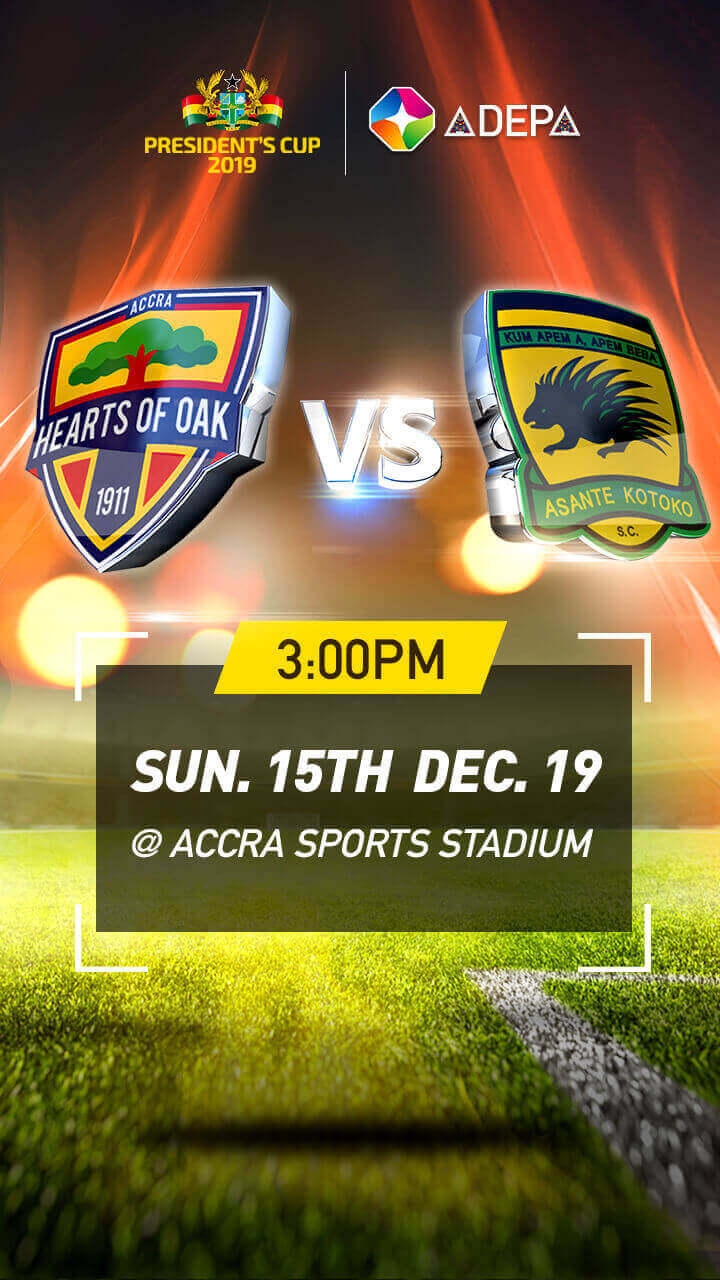 PRESIDENT'S CUP
2019
ADEPA
ACCRA
HEARTS OF OAK
1911
VS
KUM APEM A, APEM BEBA
ASANTE KOTOKO
S.C.
3:00PM
SUN. 15TH DEC. 19
@ ACCRA SPORTS STADIUM